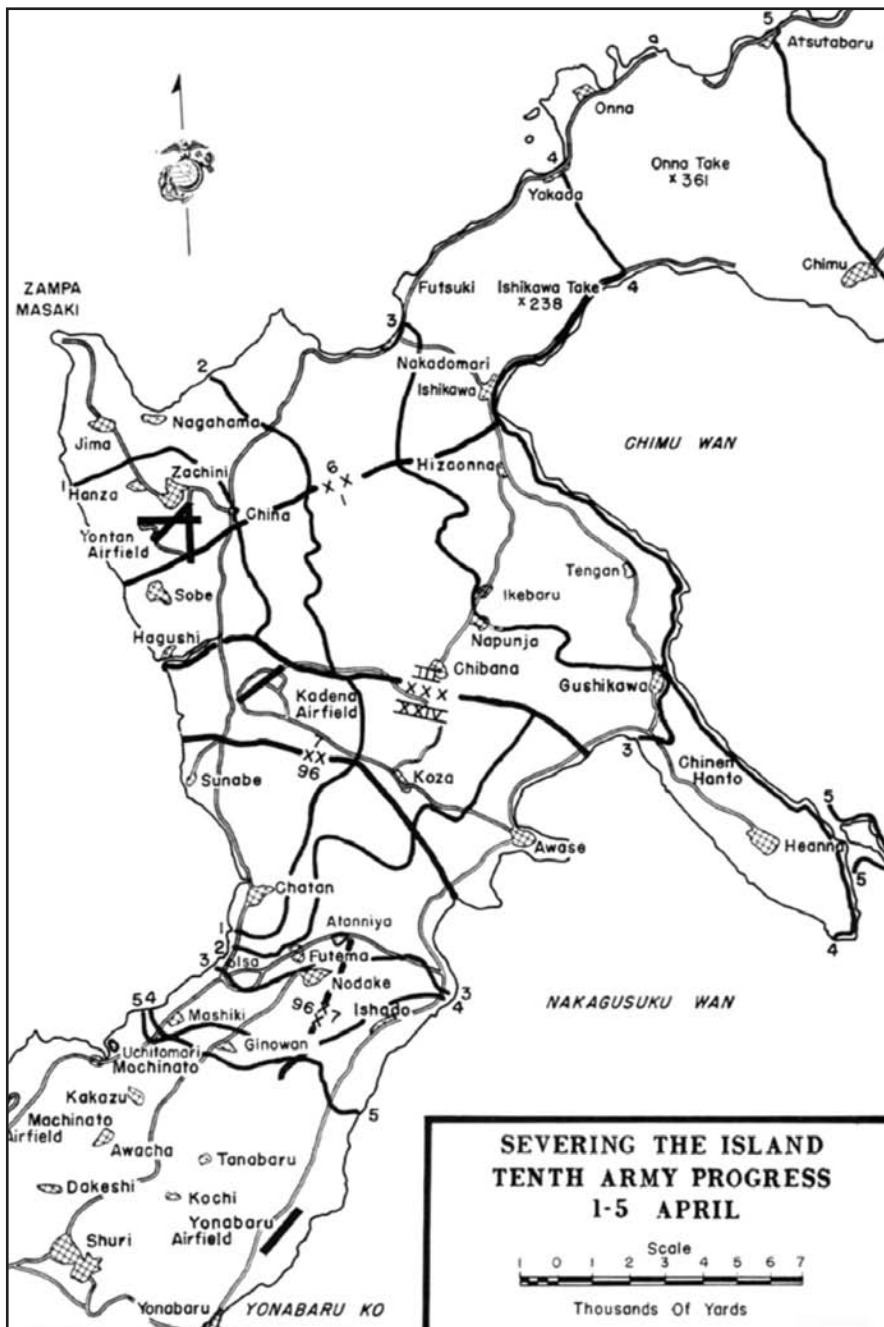 5
Atsutabaru
Onna
4
Yakada
Onna Take
x 361
Chimu
ZAMPA
MASAKI
Futsuki
Ishikawa Take
x 238
4
3
2
Nakadomari
Ishikawa
Nagahama
Jima
CHIMU WAN
Zachini
Hizaonna
6
X X
1
1
Hanza
China
Yontan
Airfield
Tengan
Sobe
Ikebaru
Hagushi
Napunja
Chibana
III
X X X
XXIV
Gushikawa
Kadena
Airfield
7
XX
96
3
Chinen
Hanto
Sunabe
Koza
5
Awase
Heanna
5
Chatan
4
1
Atanniya
2
3
Isa
Futema
Nodake
3
4
NAKAGUSUKU WAN
5
4
96
7
Ishado
Mashiki
Ginowan
Uchitomari
Machinato
Kakazu
5
Machinato
Airfield
Awacha
Tanabaru
Dakeshi
Kochi
Yonabaru
Airfield
Shuri
Yonabaru
YONABARU KO
SEVERING THE ISLAND
TENTH ARMY PROGRESS
1-5 APRIL
Scale
1 0 1 2 3 4 5 6 7
Thousands Of Yards